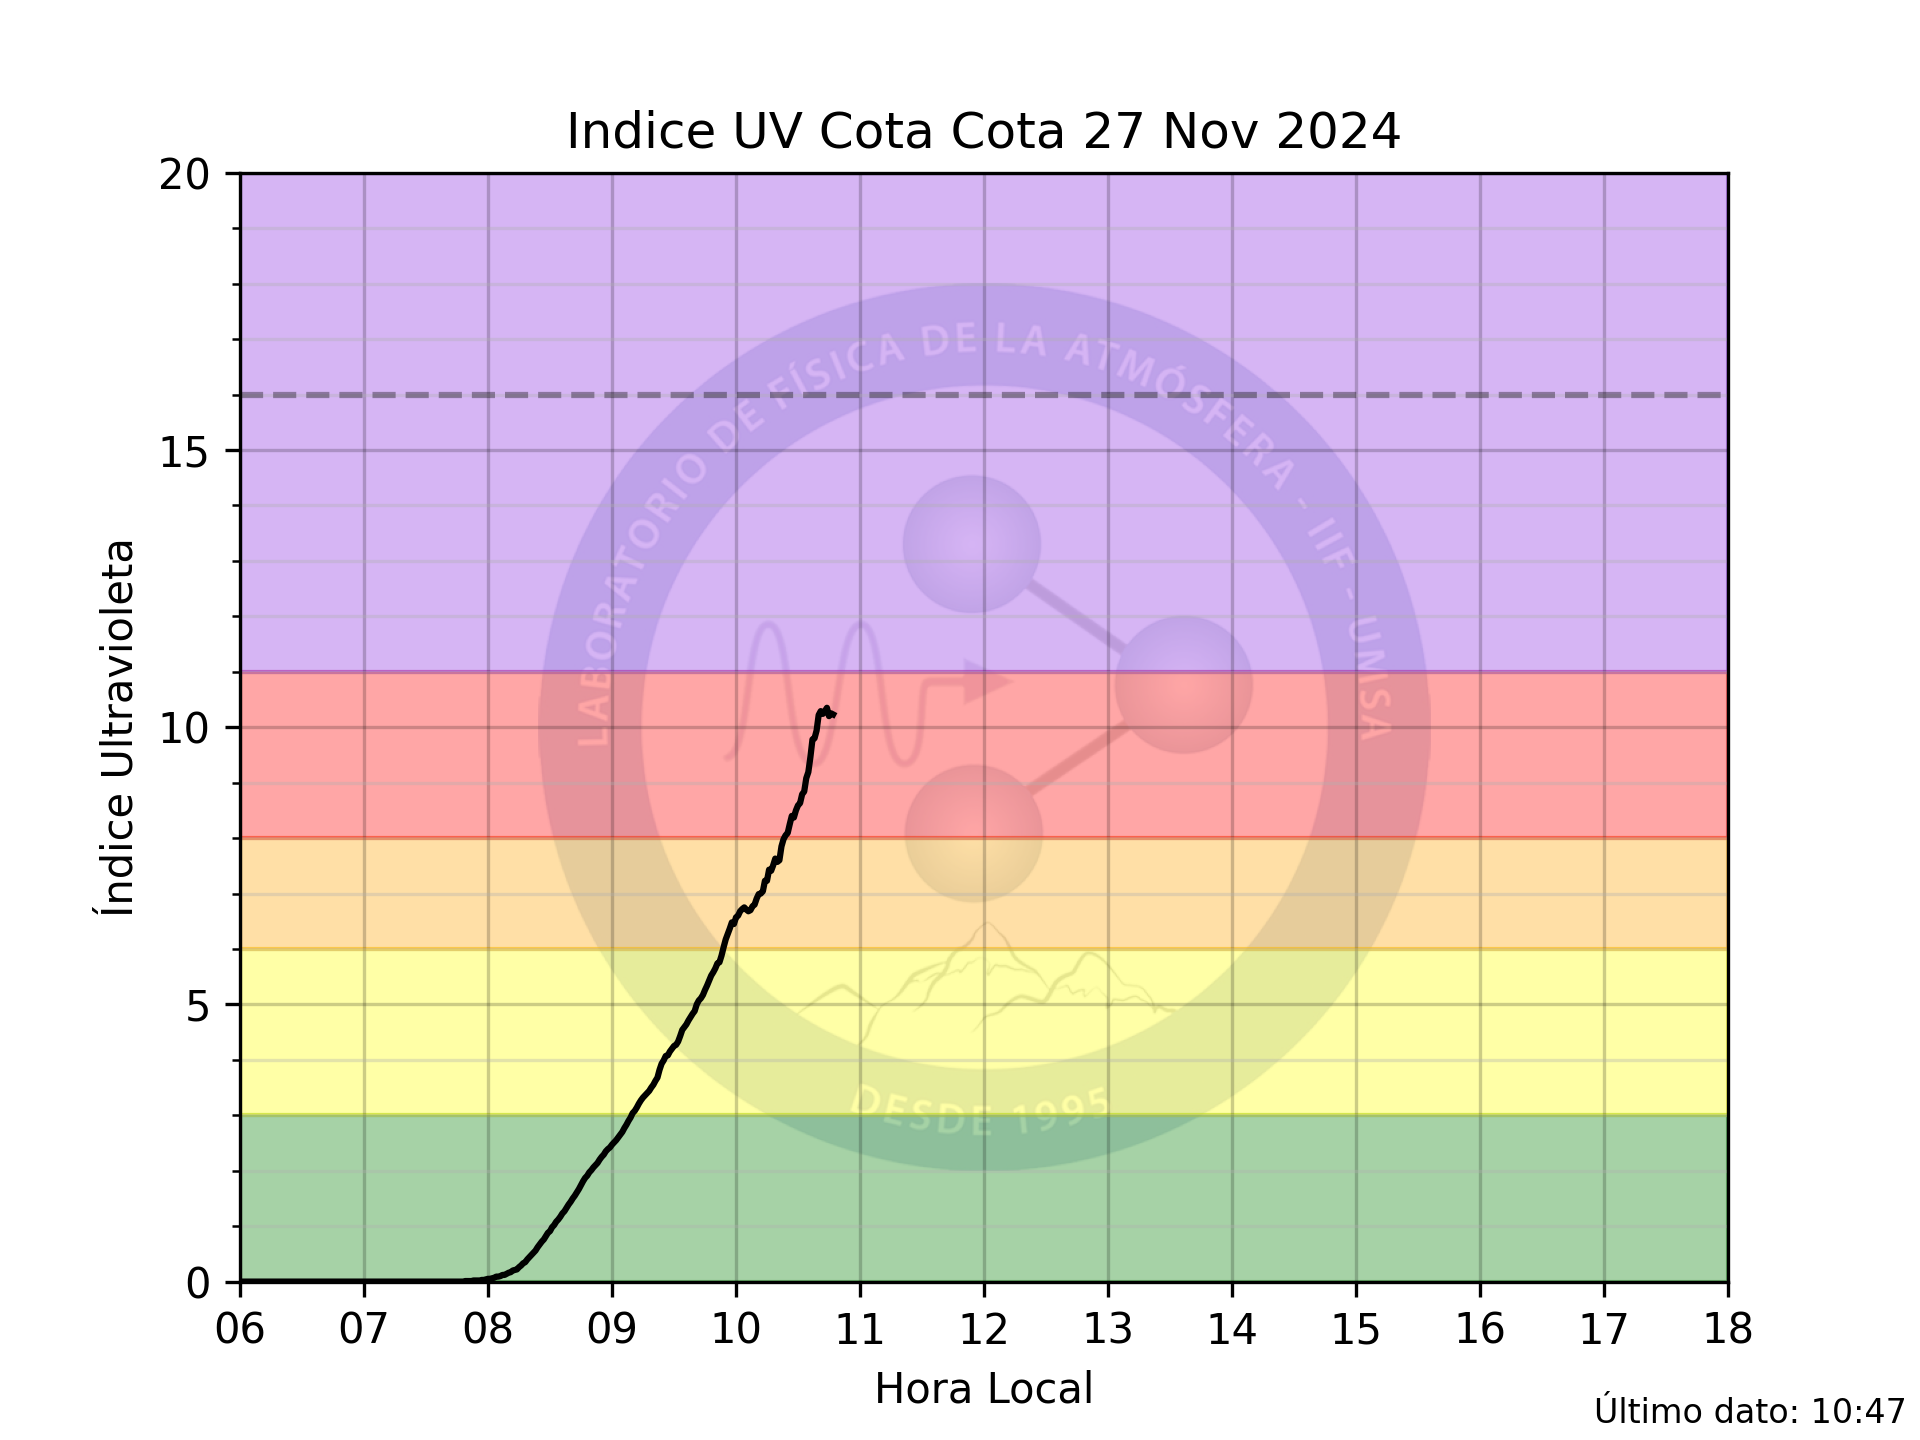 Indice UV Cota Cota 27 Nov 2024
Índice Ultravioleta
20
15
10
5
0
LABORATORIO DE FÍSICA DE LA ATMÓSFERA - IIF - UMSA
DESDE 1995
06 07 08 09 10 11 12 13 14 15 16 17 18
Hora Local
Último dato: 10:47